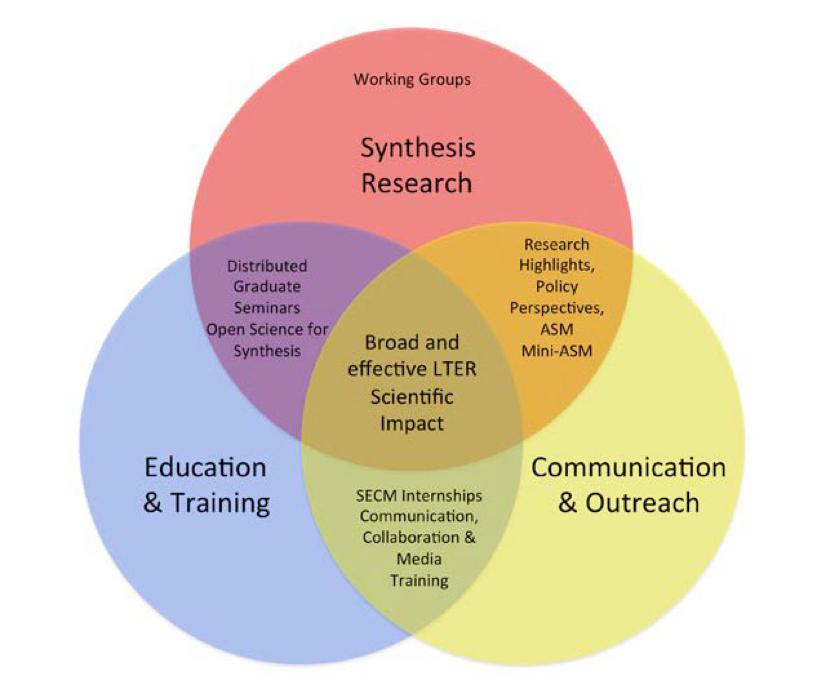 Working Groups
Synthesis
Research
Distributed
Graduate
Seminars
Open Science for
Synthesis
Research
Highlights,
Policy
Perspectives,
ASM
Mini-ASM
Broad and
effective LTER
Scientific
Impact
Education
& Training
Communication
& Outreach
SECM Internships
Communication,
Collaboration &
Media
Training